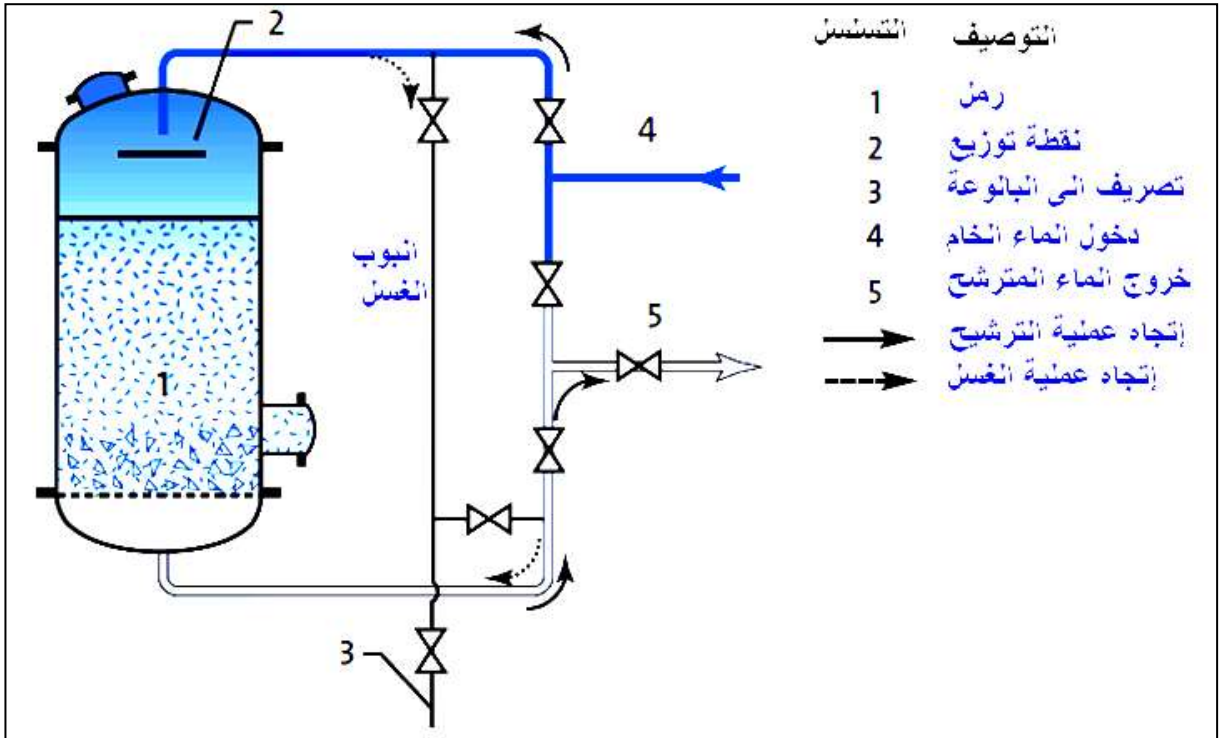 التوصيف التسلسل
رمل 1
نقطة توزيع 2
تصريف الى البالوعة 3
دخول الماء الخام 4
خروج الماء المترشح 5
إتجاه عملية الترشيح
إتجاه عملية الغسل
2
4
انبوب
الغسل
5
1
3